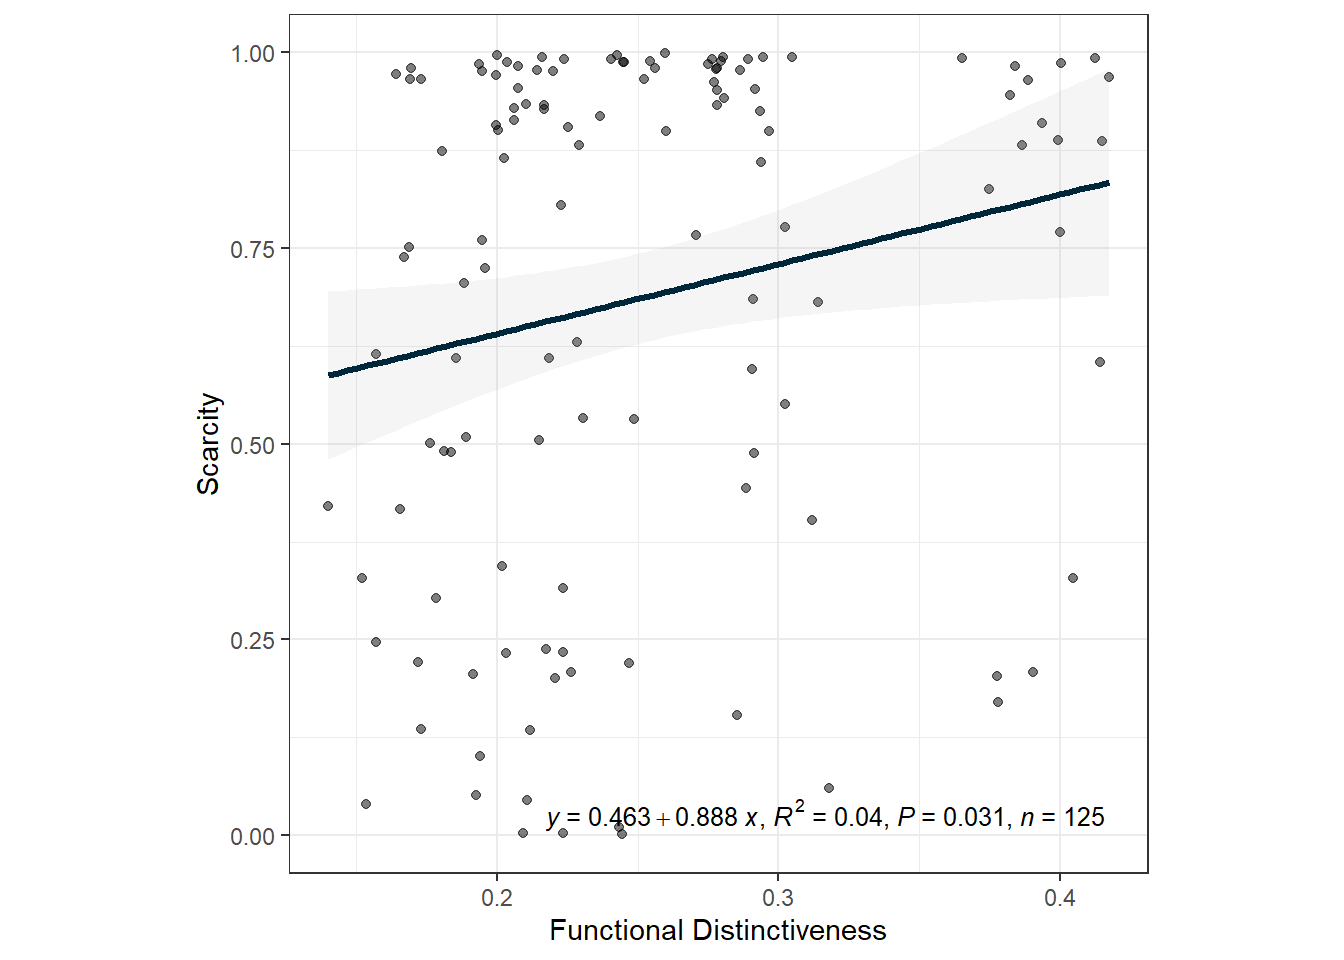 1.00
0.75
0.50
0.25
0.00
Scarcity
y = 0.463 + 0.888 x, R² = 0.04, P = 0.031, n = 125
0.2 0.3 0.4
Functional Distinctiveness